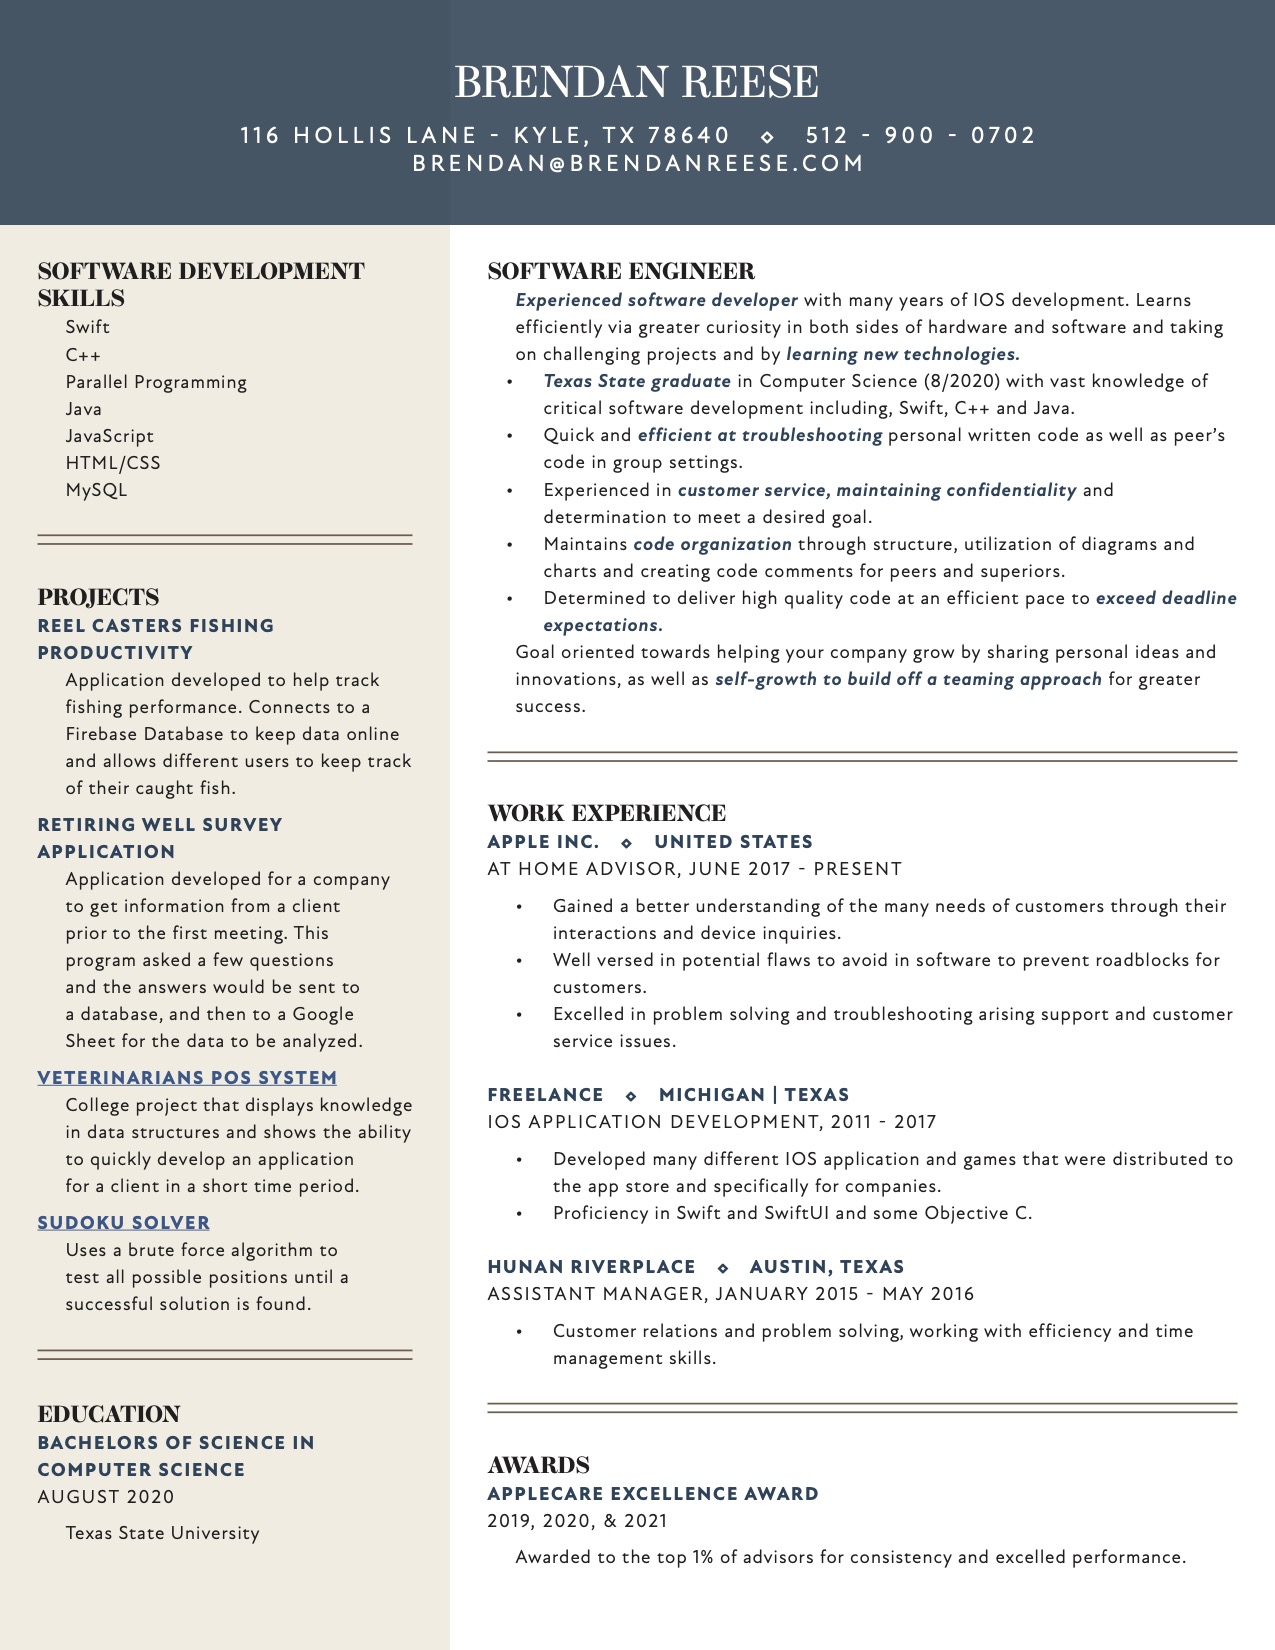 BRENDAN REESE
116 HOLLIS LANE - KYLE, TX 78640 ⋄ 512 - 900 - 0702
BRENDAN@BRENDANREESE.COM
SOFTWARE DEVELOPMENT
SKILLS
Swift
C++
Parallel Programming
Java
JavaScript
HTML/CSS
MySQL
PROJECTS
REEL CASTERS FISHING
PRODUCTIVITY
Application developed to help track
fishing performance. Connects to a
Firebase Database to keep data online
and allows different users to keep track
of their caught fish.
RETIRING WELL SURVEY
APPLICATION
Application developed for a company
to get information from a client
prior to the first meeting. This
program asked a few questions
and the answers would be sent to
a database, and then to a Google
Sheet for the data to be analyzed.
VETERINARIANS POS SYSTEM
College project that displays knowledge
in data structures and shows the ability
to quickly develop an application
for a client in a short time period.
SUDOKU SOLVER
Uses a brute force algorithm to
test all possible positions until a
successful solution is found.
EDUCATION
BACHELORS OF SCIENCE IN
COMPUTER SCIENCE
AUGUST 2020
Texas State University
SOFTWARE ENGINEER
Experienced software developer with many years of IOS development. Learns
efficiently via greater curiosity in both sides of hardware and software and taking
on challenging projects and by learning new technologies.
• Texas State graduate in Computer Science (8/2020) with vast knowledge of
critical software development including, Swift, C++ and Java.
• Quick and efficient at troubleshooting personal written code as well as peer's
code in group settings.
• Experienced in customer service, maintaining confidentiality and
determination to meet a desired goal.
• Maintains code organization through structure, utilization of diagrams and
charts and creating code comments for peers and superiors.
• Determined to deliver high quality code at an efficient pace to exceed deadline
expectations.
Goal oriented towards helping your company grow by sharing personal ideas and
innovations, as well as self-growth to build off a teaming approach for greater
success.
WORK EXPERIENCE
APPLE INC. ⋄ UNITED STATES
AT HOME ADVISOR, JUNE 2017 - PRESENT
• Gained a better understanding of the many needs of customers through their
interactions and device inquiries.
• Well versed in potential flaws to avoid in software to prevent roadblocks for
customers.
• Excelled in problem solving and troubleshooting arising support and customer
service issues.
FREELANCE ⋄ MICHIGAN | TEXAS
IOS APPLICATION DEVELOPMENT, 2011 - 2017
• Developed many different IOS application and games that were distributed to
the app store and specifically for companies.
• Proficiency in Swift and SwiftUI and some Objective C.
HUNAN RIVERPLACE ⋄ AUSTIN, TEXAS
ASSISTANT MANAGER, JANUARY 2015 - MAY 2016
• Customer relations and problem solving, working with efficiency and time
management skills.
AWARDS
APPLECARE EXCELLENCE AWARD
2019, 2020, & 2021
Awarded to the top 1% of advisors for consistency and excelled performance.